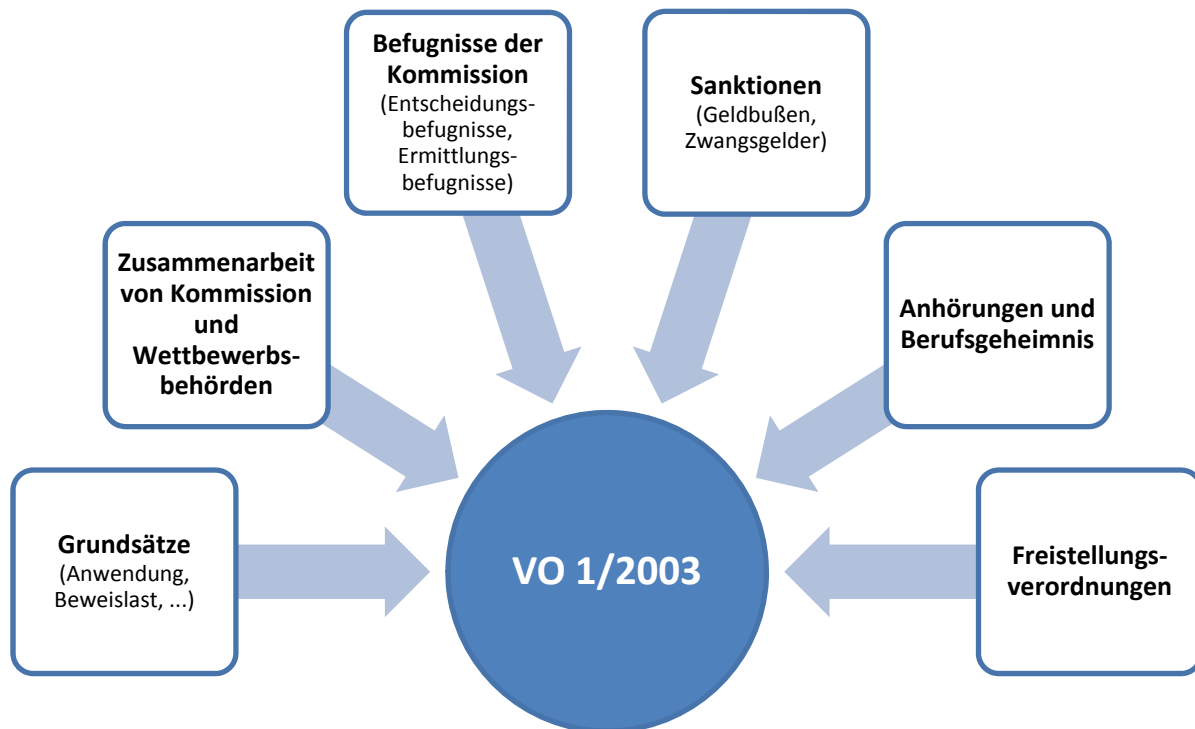 Befugnisse der
Kommission
(Entscheidungs-
befugnisse,
Ermittlungs-
befugnisse)
Sanktionen
(Geldbußen,
Zwangsgelder)
Zusammenarbeit
von Kommission
und
Wettbewerbs-
behörden
Anhörungen und
Berufsgeheimnis
Grundsätze
(Anwendung,
Beweislast, ...)
VO 1/2003
Freistellungs-
verordnungen